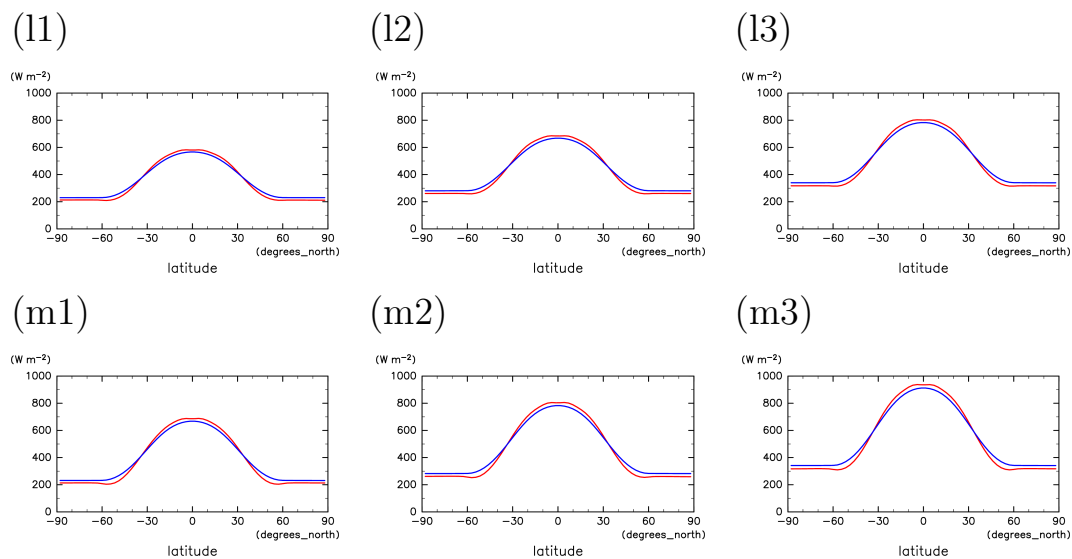 (l1) (l2) (l3)
(W m−2) (W m−2) (W m−2)
1000 1000 1000
800 800 800
600 600 600
400 400 400
200 200 200
0 0 0
−90 −60 −30 0 30 60 90 −90 −60 −30 0 30 60 90 −90 −60 −30 0 30 60 90
(degrees_north) (degrees_north) (degrees_north)
latitude latitude latitude
(m1) (m2) (m3)
(W m−2) (W m−2) (W m−2)
1000 1000 1000
800 800 800
600 600 600
400 400 400
200 200 200
0 0 0
−90 −60 −30 0 30 60 90 −90 −60 −30 0 30 60 90 −90 −60 −30 0 30 60 90
(degrees_north) (degrees_north) (degrees_north)
latitude latitude latitude